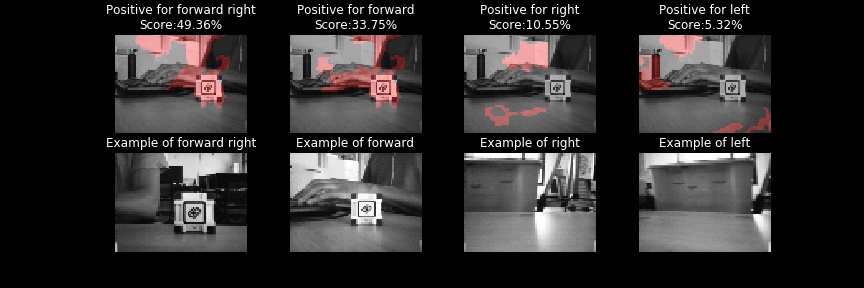 Positive for forward right
Score:49.36%
Positive for forward
Score:33.75%
Positive for right
Score:10.55%
Positive for left
Score:5.32%
Example of forward right
Example of forward
Example of right
Example of left